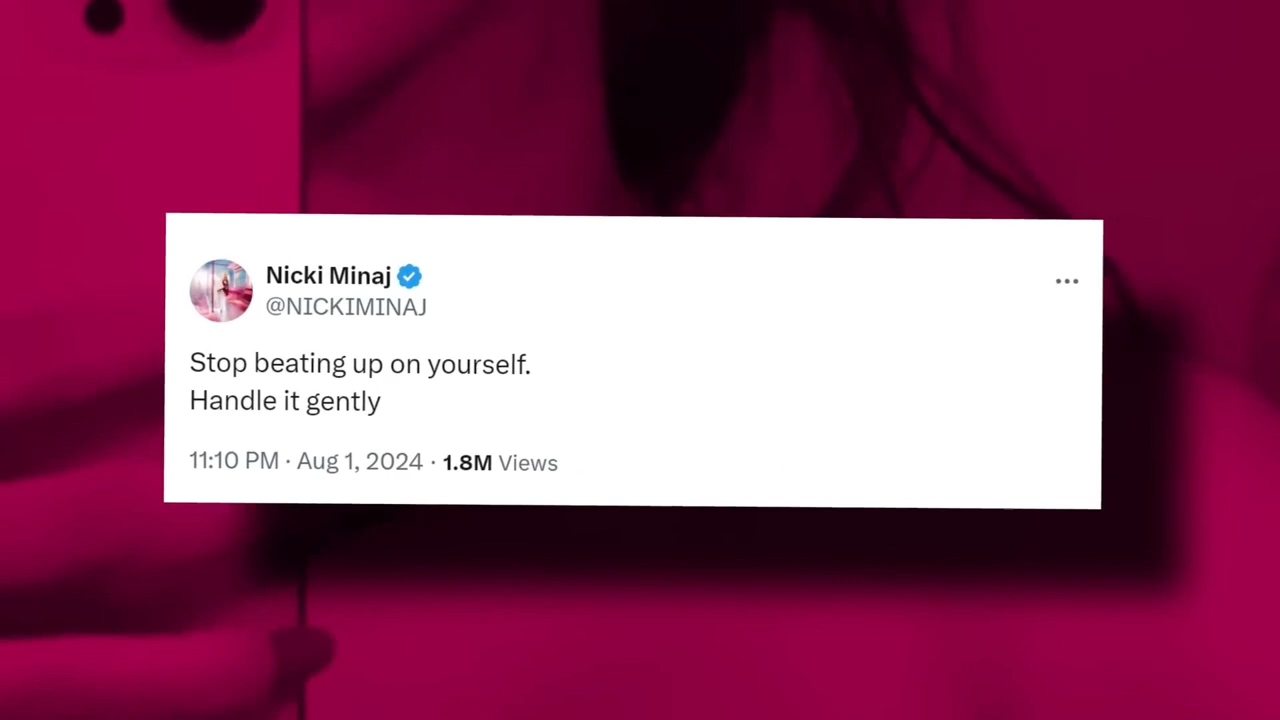 Nicki Minaj
@NICKIMINAJ
Stop beating up on yourself.
Handle it gently
11:10 PM · Aug 1, 2024 · 1.8M Views